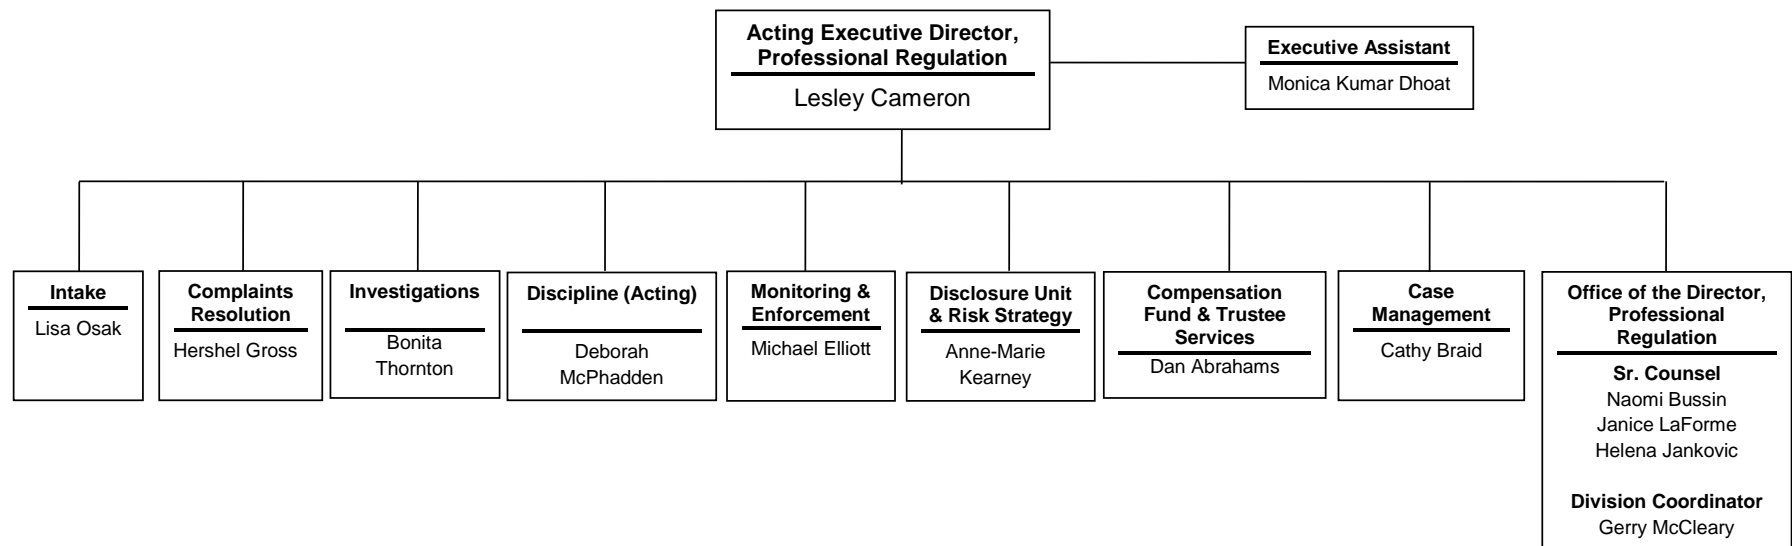 Acting Executive Director,
Professional Regulation
Lesley Cameron
Executive Assistant
Monica Kumar Dhoat
Intake
Lisa Osak
Complaints
Resolution
Hershel Gross
Investigations
Bonita
Thornton
Discipline (Acting)
Deborah
McPhadden
Monitoring &
Enforcement
Michael Elliott
Disclosure Unit
& Risk Strategy
Anne-Marie
Kearney
Compensation
Fund & Trustee
Services
Dan Abrahams
Case
Management
Cathy Braid
Office of the Director,
Professional
Regulation
Sr. Counsel
Naomi Bussin
Janice LaForme
Helena Jankovic
Division Coordinator
Gerry McCleary